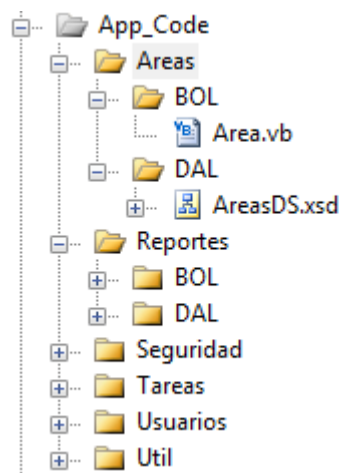 App_Code
Areas
BOL
Area.vb
DAL
AreasDS.xsd
Reportes
BOL
DAL
Seguridad
Tareas
Usuarios
Util